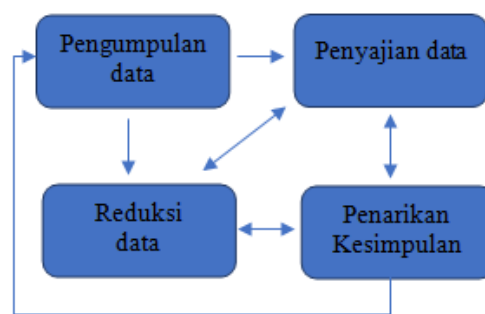 Pengumpulan
data
Penyajian data
Reduksi
data
Penarikan
Kesimpulan